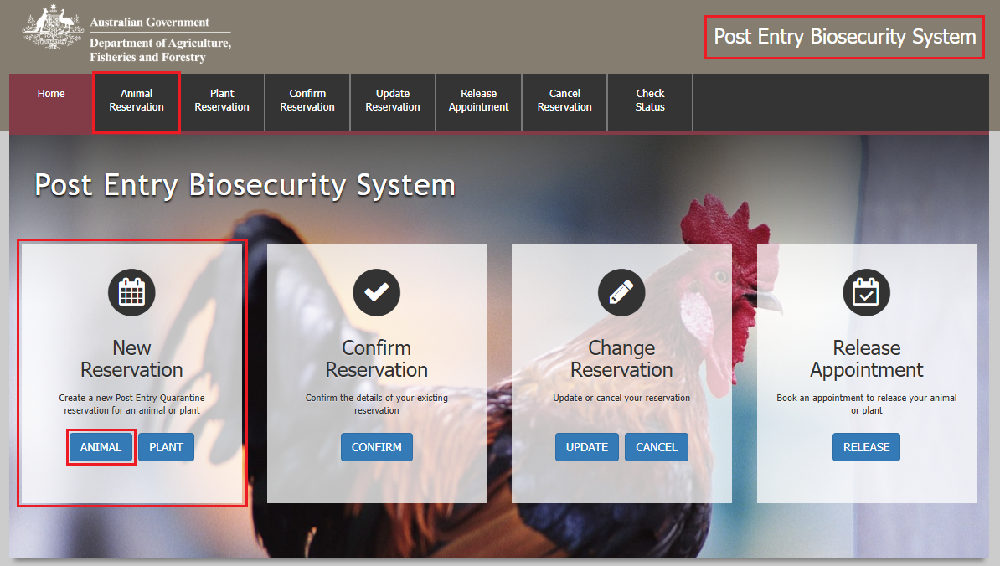 Australian Government
Department of Agriculture,
Fisheries and Forestry
Post Entry Biosecurity System
Home
Animal
Reservation
Plant
Reservation
Confirm
Reservation
Update
Reservation
Release
Appointment
Cancel
Reservation
Check
Status
Post Entry Biosecurity System
New
Reservation
Create a new Post Entry Quarantine
reservation for an animal or plant
ANIMAL
PLANT
Confirm
Reservation
Confirm the details of your existing
reservation
CONFIRM
Change
Reservation
Update or cancel your reservation
UPDATE
CANCEL
Release
Appointment
Book an appointment to release your animal
or plant
RELEASE